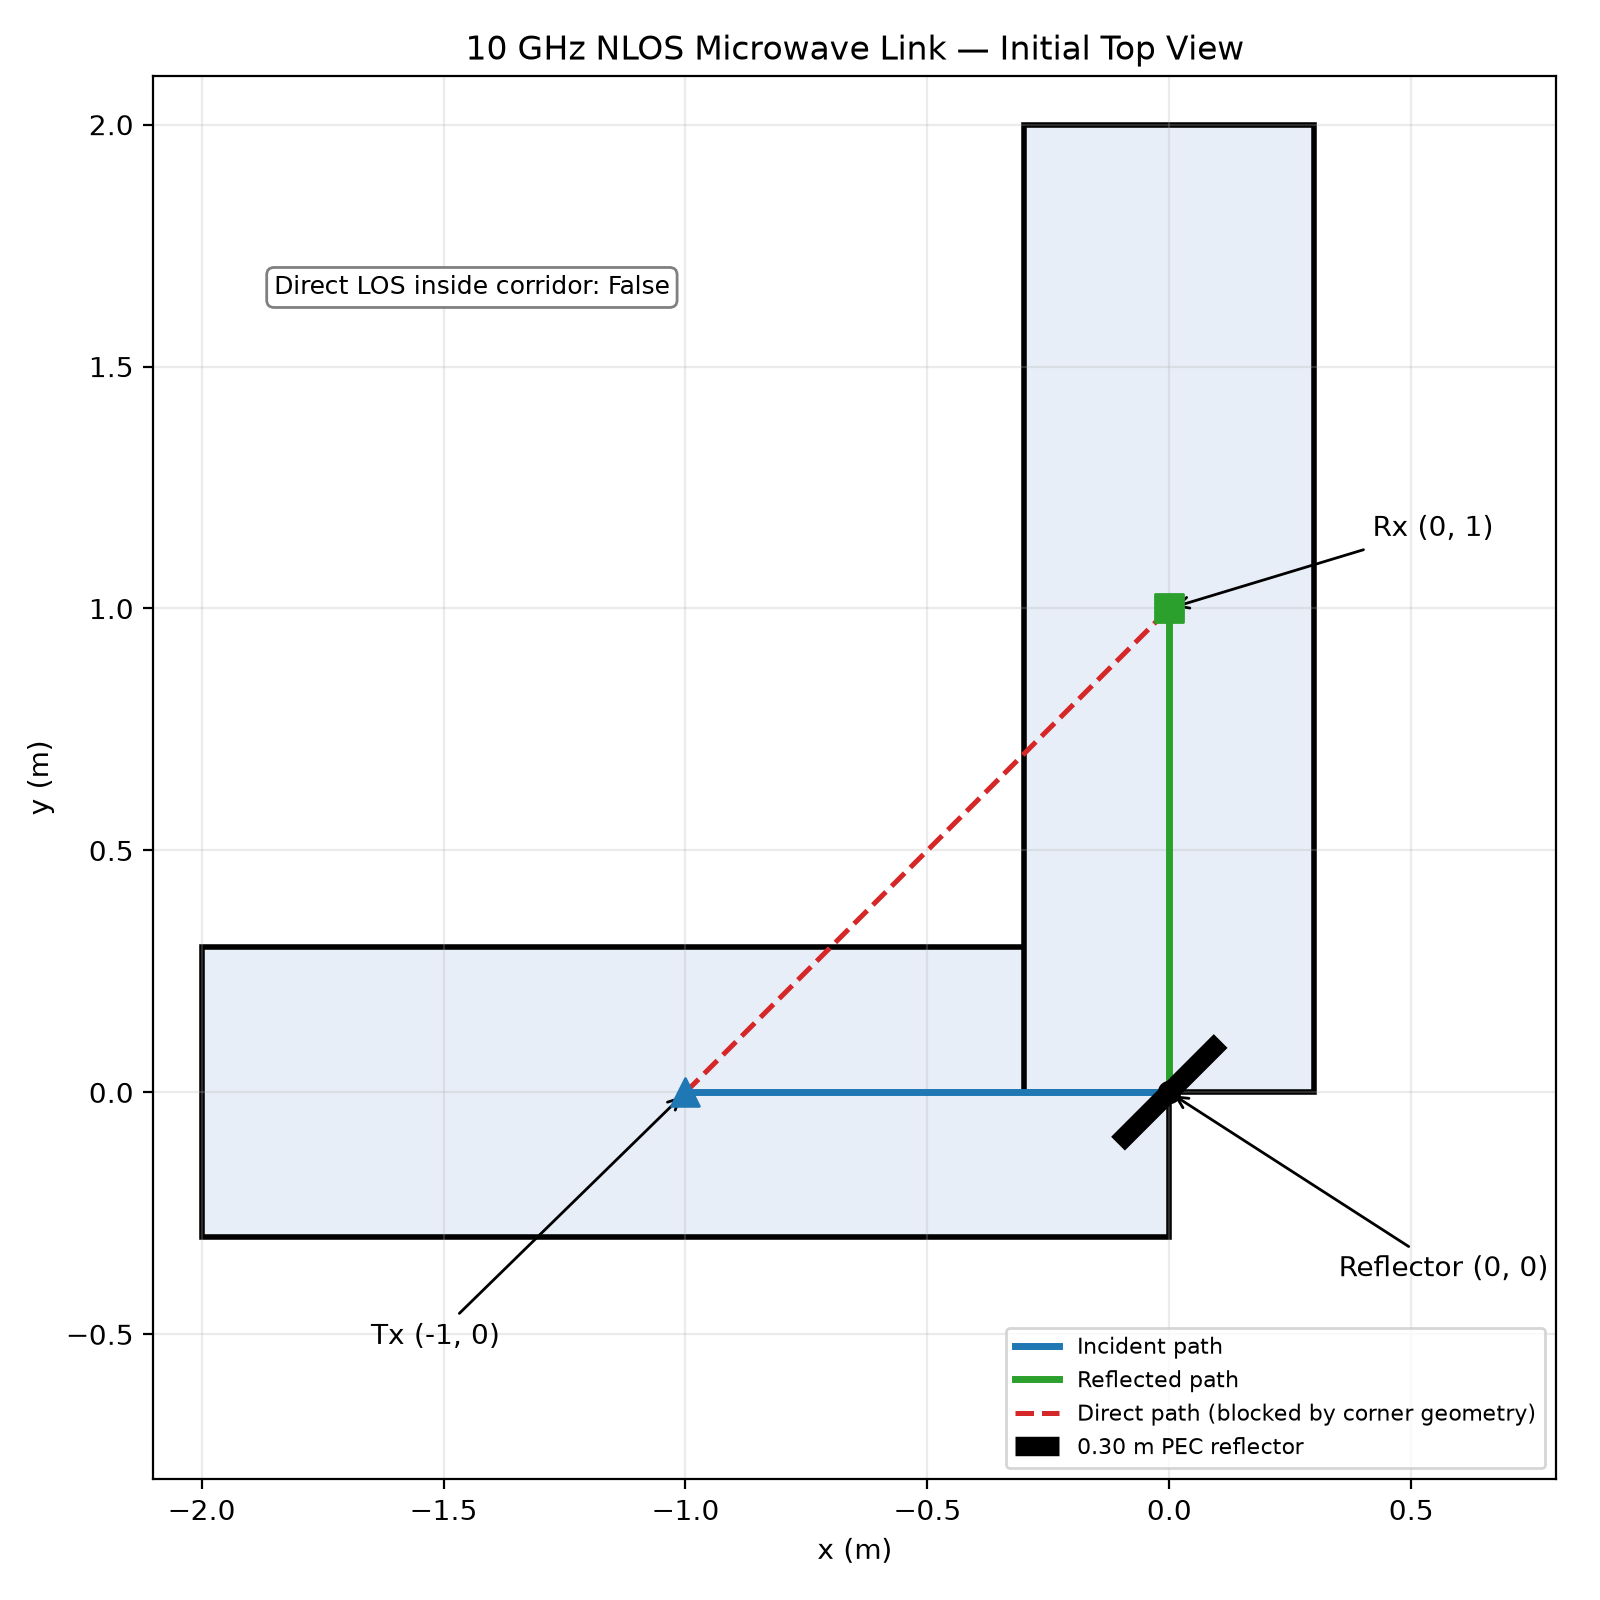 10 GHz NLOS Microwave Link — Initial Top View
2.0
Direct LOS inside corridor: False
1.5
Rx (0, 1)
1.0
y (m)
0.5
0.0
Reflector (0, 0)
Tx (-1, 0)
−0.5
Incident path
Reflected path
Direct path (blocked by corner geometry)
0.30 m PEC reflector
−2.0 −1.5 −1.0 −0.5 0.0 0.5
x (m)